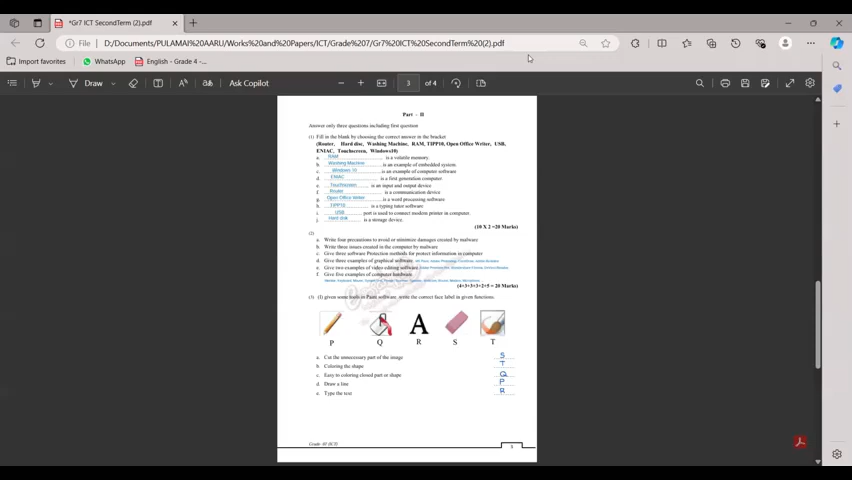 *Gr7 ICT SecondTerm (2).pdf
File
D:/Documents/PULAMAI%20AARU/Works%20and%20Papers/ICT/Grade%207/Gr7%20ICT%20SecondTerm%20(2).pdf
Import favorites
WhatsApp
English - Grade 4 -...
Draw
Ask Copilot
3
of 4
Part - II
Answer only three questions including first question
(1) Fill in the blank by choosing the correct answer in the bracket
(Router, Hard disc, Washing Machine, RAM, TIPP10, Open Office Writer, USB,
ENIAC, Touchscreen, Windows10)
a. RAM is a volatile memory.
b. Washing Machine is an example of embedded system.
c. Windows 10 is an example of computer software
d. ENIAC is a first generation computer
e. Touchscreen is an input and output device
f. Router is a communication device
g. Open Office Writer is a word processing software
h. TIPP10 is a typing tutor software
i. USB port is used to connect modem printer in computer.
j. Hard disk is a storage device.
(10 X 2 =20 Marks)
(2)
a. Write four precautions to avoid or minimize damages created by malware
b. Write three issues created in the computer by malware
c. Give three software Protection methods for protect information in computer
d. Give three examples of graphical software
e. Give two examples of video editing software
f. Give five examples of computer hardware
(4+3+3+3+2+5 = 20 Marks)
(3) (I) given some tools in Paint software, write the correct face label in given functions.
A
P Q R S T
a. Cut the unnecessary part of the image S
b. Coloring the shape T
c. Easy to coloring closed part or shape Q
d. Draw a line P
e. Type the text R
Grade- 07 (ICT)